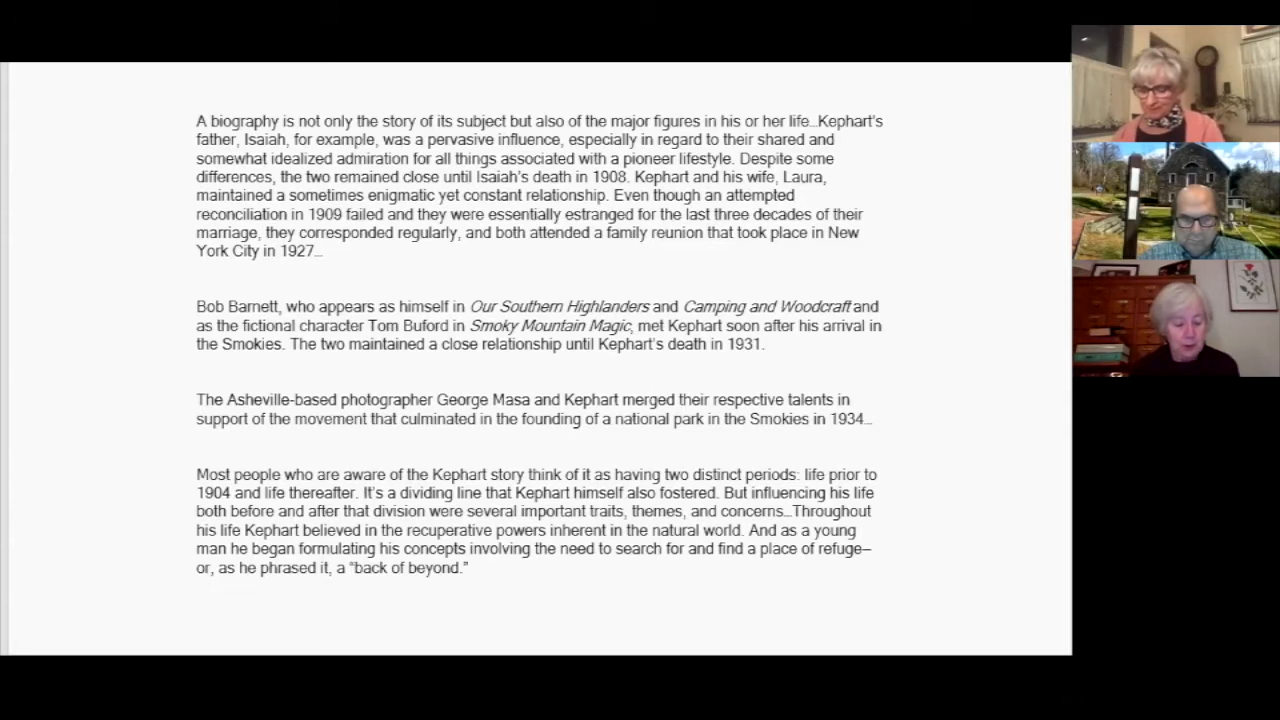 A biography is not only the story of its subject but also of the major figures in his or her life…Kephart's
father, Isaiah, for example, was a pervasive influence, especially in regard to their shared and
somewhat idealized admiration for all things associated with a pioneer lifestyle. Despite some
differences, the two remained close until Isaiah's death in 1908. Kephart and his wife, Laura,
maintained a sometimes enigmatic yet constant relationship. Even though an attempted
reconciliation in 1909 failed and they were essentially estranged for the last three decades of their
marriage, they corresponded regularly, and both attended a family reunion that took place in New
York City in 1927…
Bob Barnett, who appears as himself in Our Southern Highlanders and Camping and Woodcraft and
as the fictional character Tom Buford in Smoky Mountain Magic, met Kephart soon after his arrival in
the Smokies. The two maintained a close relationship until Kephart's death in 1931.
The Asheville-based photographer George Masa and Kephart merged their respective talents in
support of the movement that culminated in the founding of a national park in the Smokies in 1934…
Most people who are aware of the Kephart story think of it as having two distinct periods: life prior to
1904 and life thereafter. It's a dividing line that Kephart himself also fostered. But influencing his life
both before and after that division were several important traits, themes, and concerns…Throughout
his life Kephart believed in the recuperative powers inherent in the natural world. And as a young
man he began formulating his concepts involving the need to search for and find a place of refuge–
or, as he phrased it, a "back of beyond."